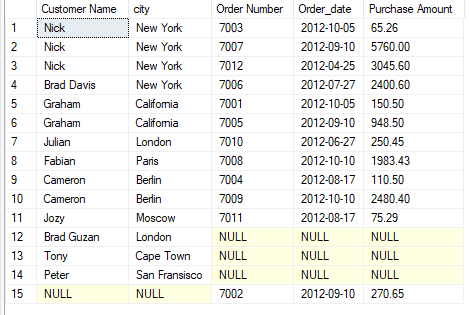 Customer Name city Order Number Order_date Purchase Amount
1 Nick New York 7003 2012-10-05 65.26
2 Nick New York 7007 2012-09-10 5760.00
3 Nick New York 7012 2012-04-25 3045.60
4 Brad Davis New York 7006 2012-07-27 2400.60
5 Graham California 7001 2012-10-05 150.50
6 Graham California 7005 2012-09-10 948.50
7 Julian London 7010 2012-06-27 250.45
8 Fabian Paris 7008 2012-10-10 1983.43
9 Cameron Berlin 7004 2012-08-17 110.50
10 Cameron Berlin 7009 2012-10-10 2480.40
11 Jozy Moscow 7011 2012-08-17 75.29
12 Brad Guzan London NULL NULL NULL
13 Tony Cape Town NULL NULL NULL
14 Peter San Fransisco NULL NULL NULL
15 NULL NULL 7002 2012-09-10 270.65